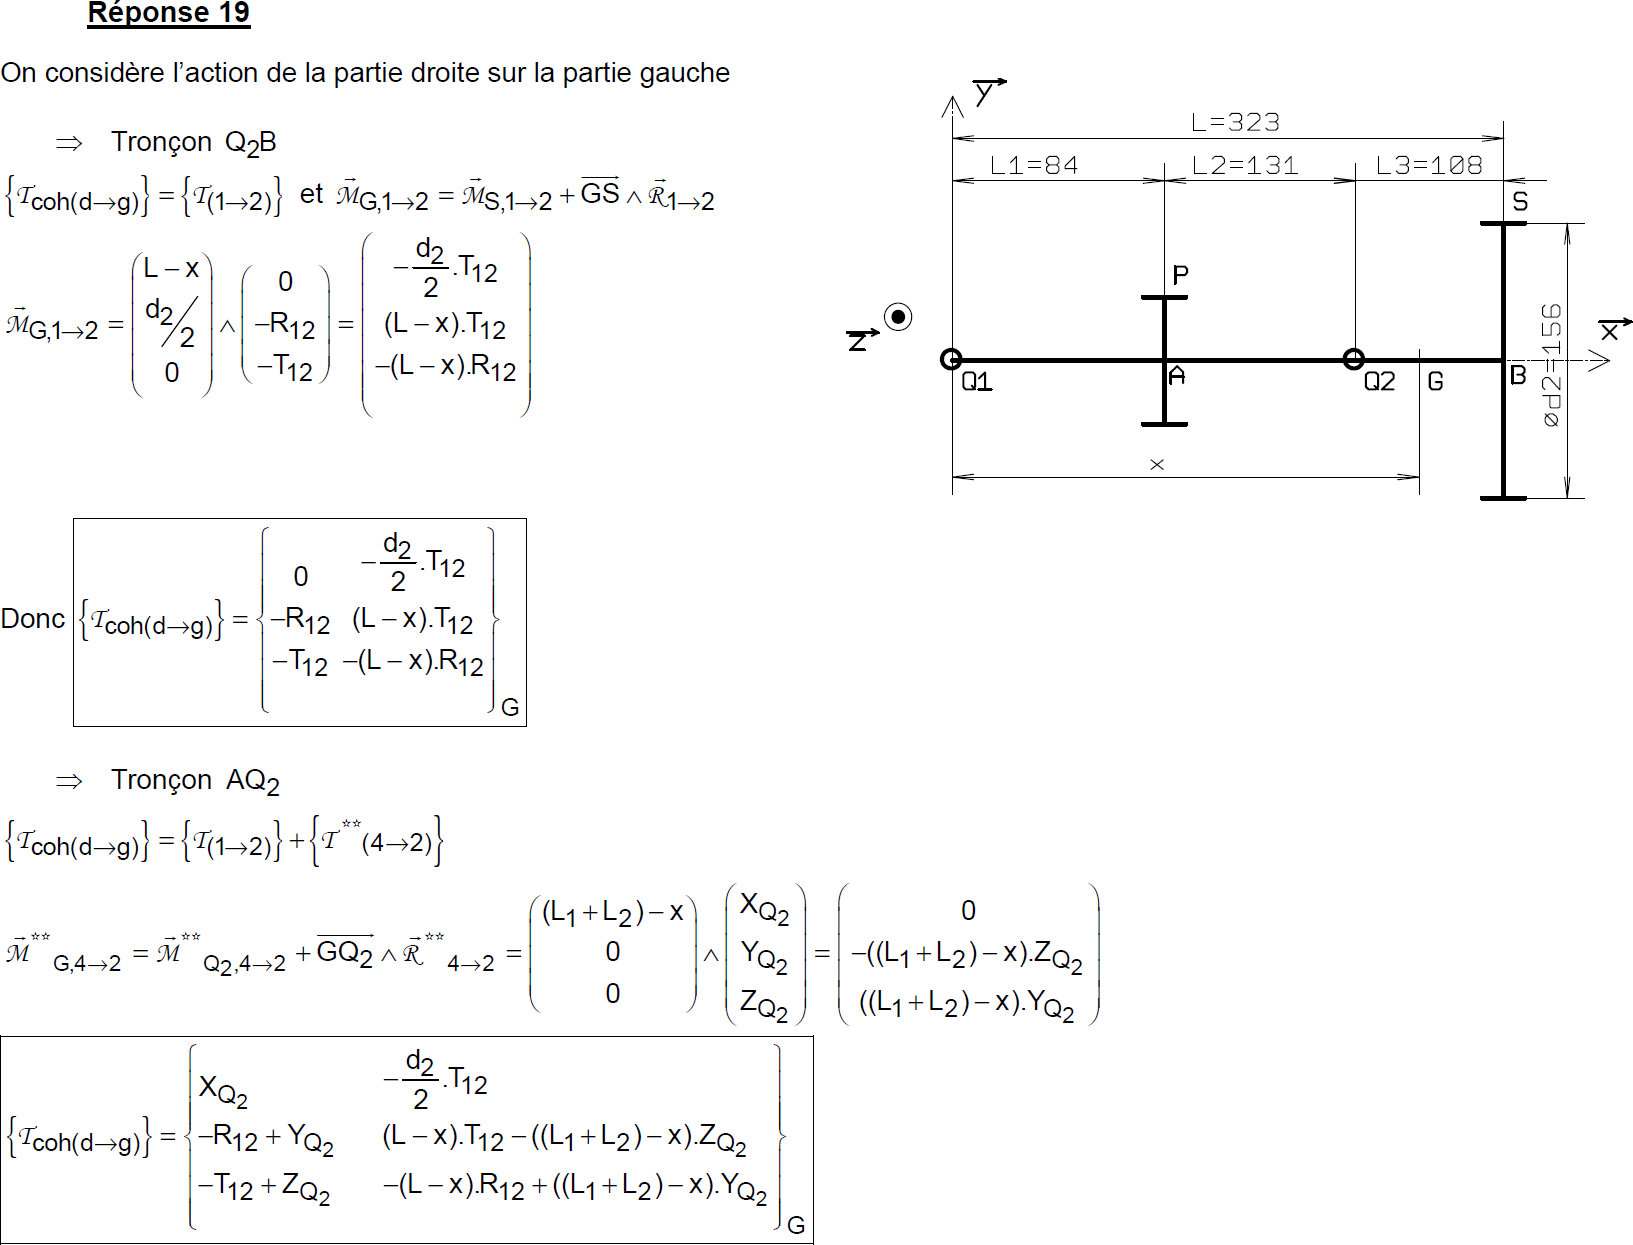 Réponse 19
On considère l'action de la partie droite sur la partie gauche
⇒ Tronçon Q₂B
{𝒯coh(d→g)} = {𝒯(1→2)} et ℳ⃗G,1→2 = ℳ⃗S,1→2 + GS⃗ ∧ ℛ⃗1→2
ℳ⃗G,1→2 = (L − x ; d₂/2 ; 0) ∧ (0 ; −R₁₂ ; −T₁₂) = (−d₂/2 .T₁₂ ; (L − x).T₁₂ ; −(L − x).R₁₂)
Donc {𝒯coh(d→g)} = {0 −d₂/2 .T₁₂ ; −R₁₂ (L − x).T₁₂ ; −T₁₂ −(L − x).R₁₂}G
⇒ Tronçon AQ₂
{𝒯coh(d→g)} = {𝒯(1→2)} + {𝒯**(4→2)}
ℳ⃗**G,4→2 = ℳ⃗**Q₂,4→2 + GQ₂⃗ ∧ ℛ⃗**4→2 = ((L₁ + L₂) − x ; 0 ; 0) ∧ (XQ₂ ; YQ₂ ; ZQ₂) = (0 ; −((L₁ + L₂) − x).ZQ₂ ; ((L₁ + L₂) − x).YQ₂)
{𝒯coh(d→g)} = {XQ₂ −d₂/2 .T₁₂ ; −R₁₂ + YQ₂ (L − x).T₁₂ − ((L₁ + L₂) − x).ZQ₂ ; −T₁₂ + ZQ₂ −(L − x).R₁₂ + ((L₁ + L₂) − x).YQ₂}G
y
L=323
L1=84 L2=131 L3=108
S
P
z
x
Q1 A Q2 G B
ød2=156
x